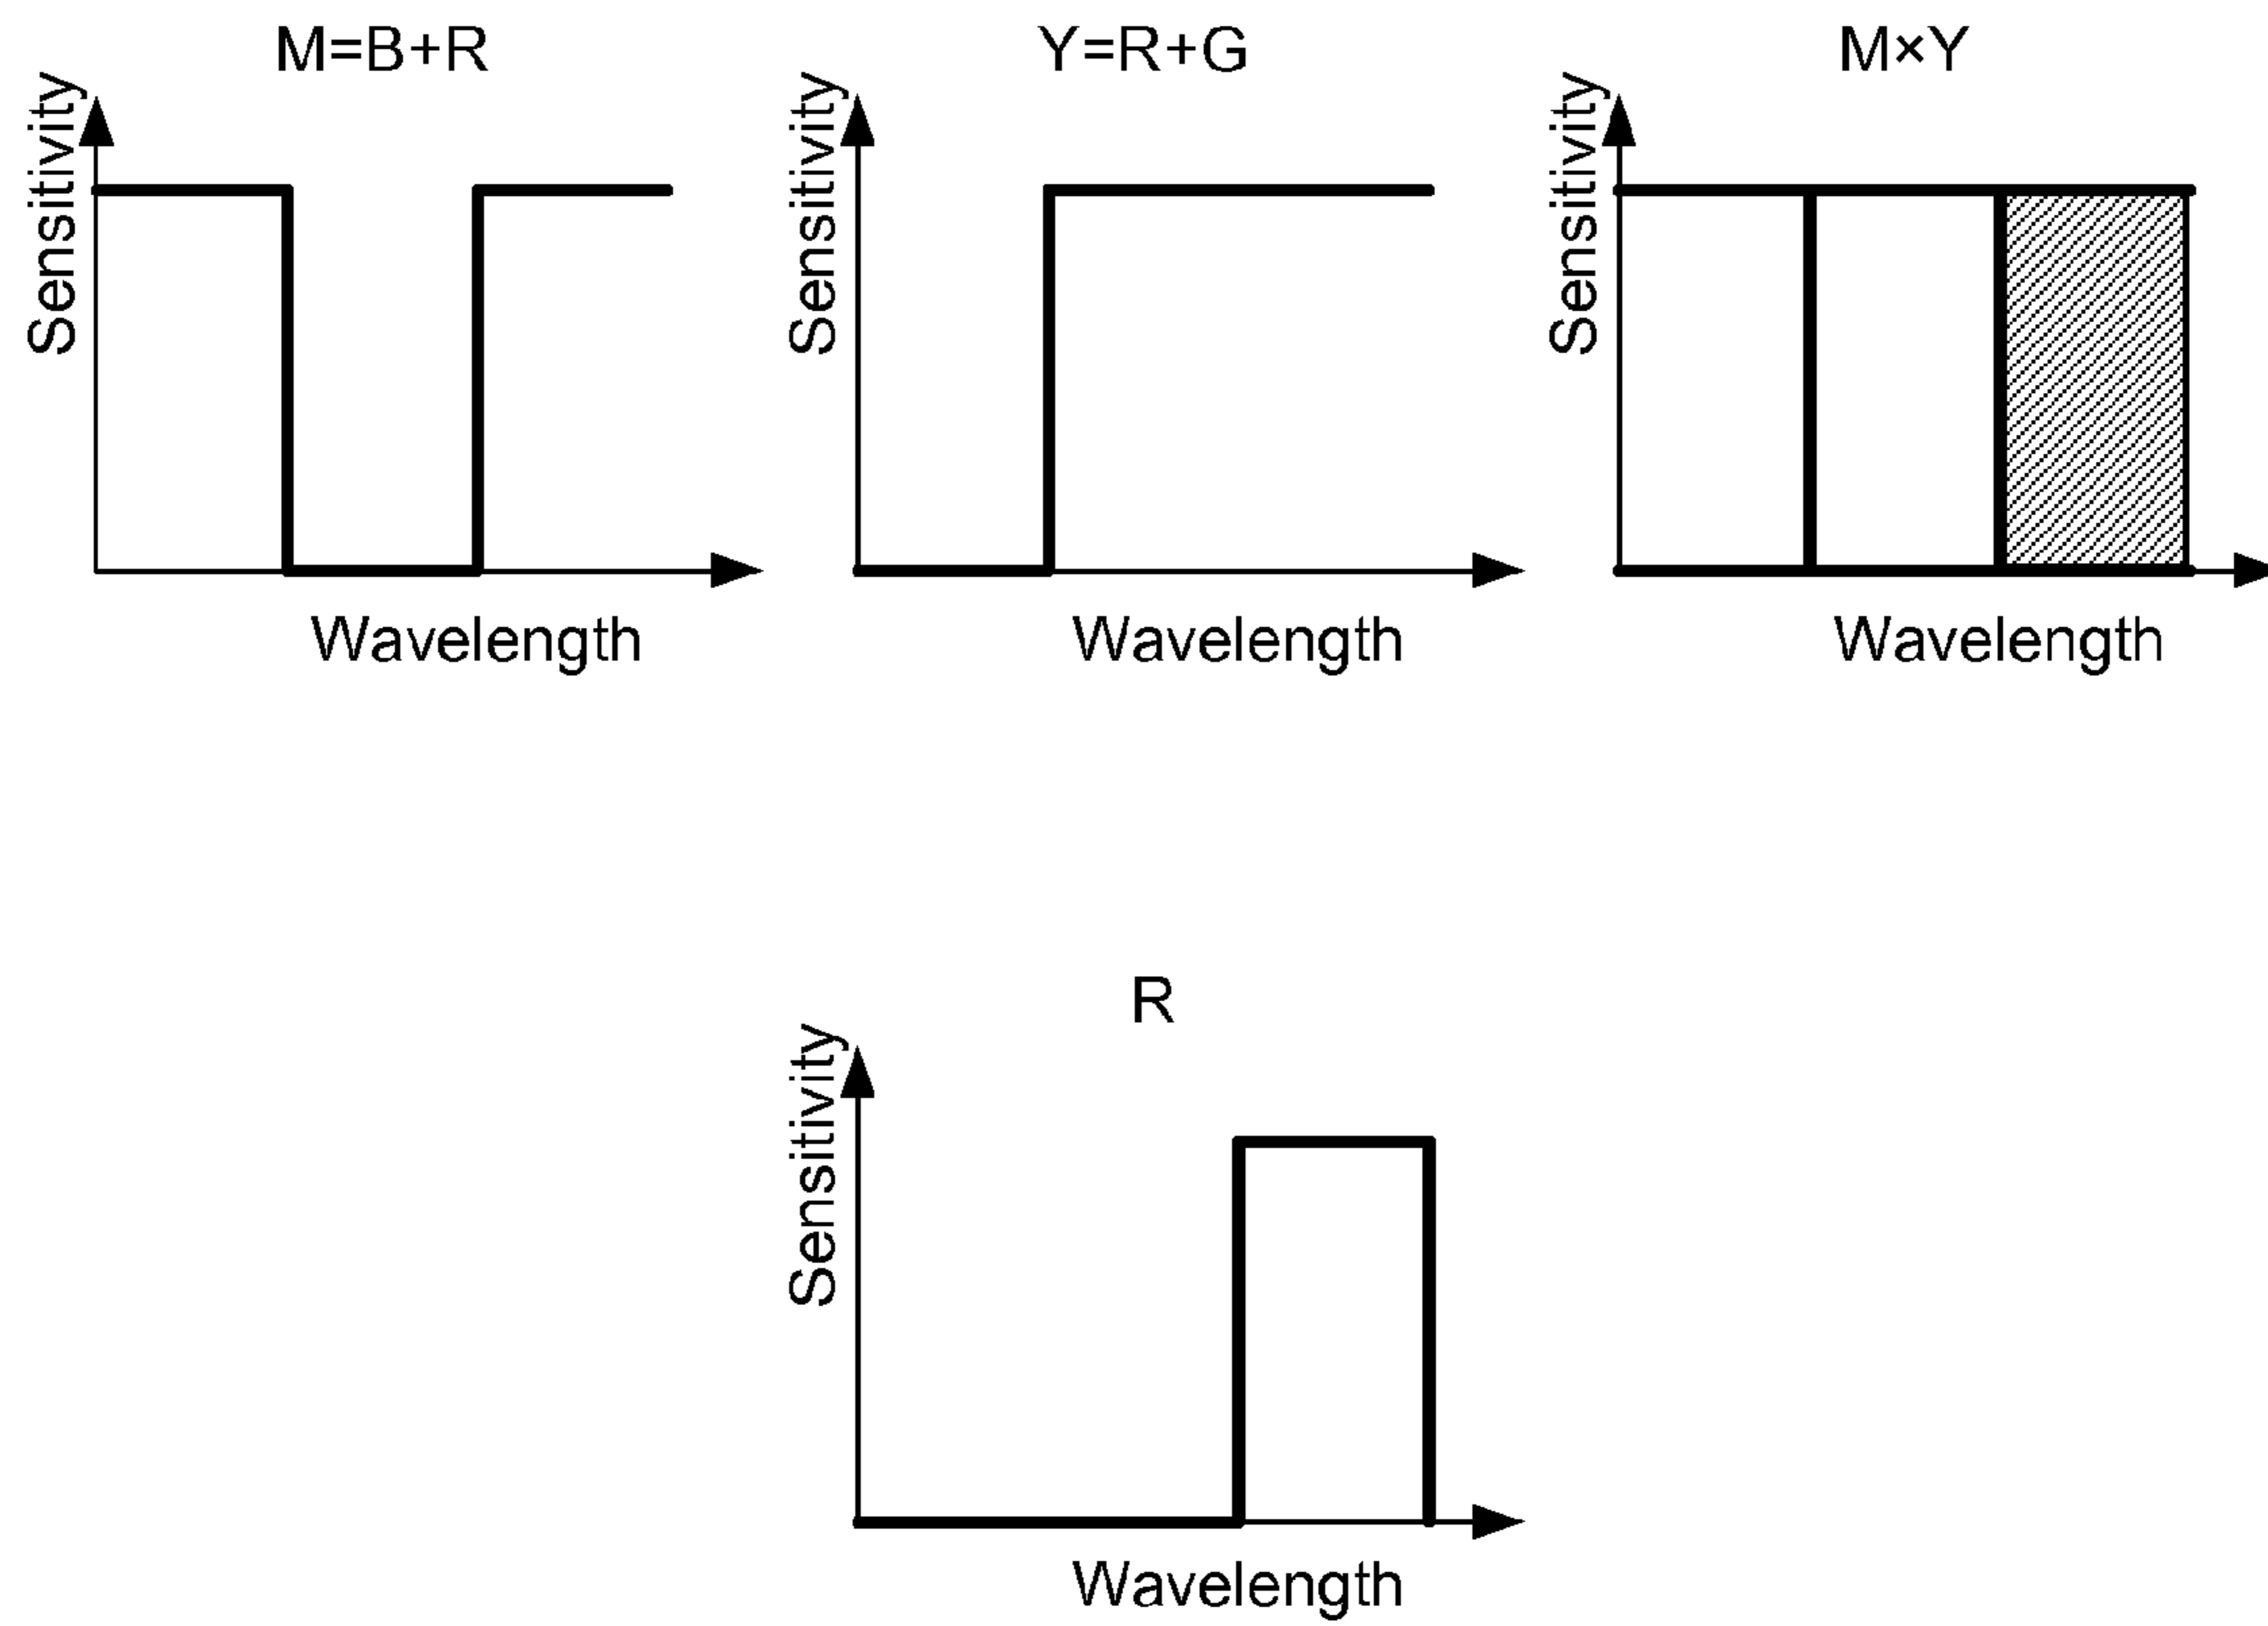 M=B+R
Sensitivity
Wavelength
Y=R+G
Sensitivity
Wavelength
M×Y
Sensitivity
Wavelength
R
Sensitivity
Wavelength